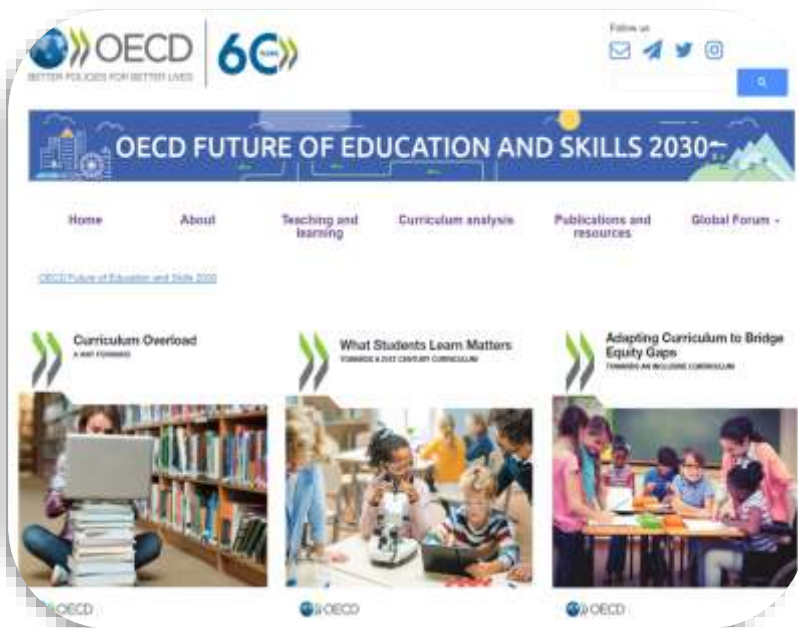 OECD
BETTER POLICIES FOR BETTER LIVES
60
Follow us
OECD FUTURE OF EDUCATION AND SKILLS 2030
Home
About
Teaching and
learning
Curriculum analysis
Publications and
resources
Global Forum
OECD Future of Education and Skills 2030
Curriculum Overload
A WAY FORWARD
What Students Learn Matters
TOWARDS A 21ST CENTURY CURRICULUM
Adapting Curriculum to Bridge
Equity Gaps
TOWARDS AN INCLUSIVE CURRICULUM
OECD
OECD
OECD